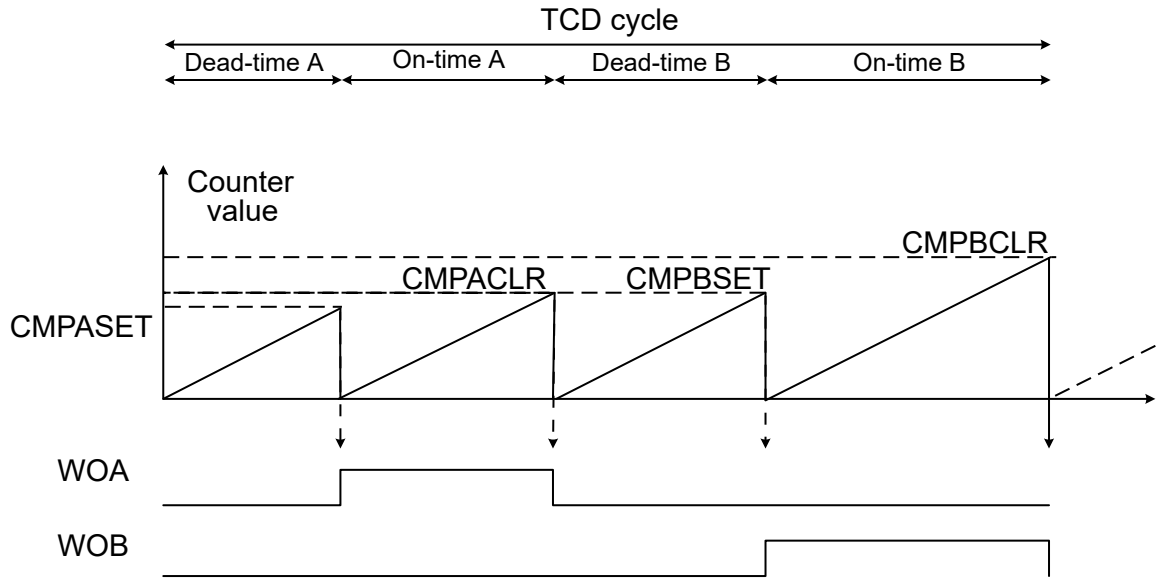 TCD cycle
Dead-time A
On-time A
Dead-time B
On-time B
Counter
value
CMPBCLR
CMPACLR
CMPBSET
CMPASET
WOA
WOB